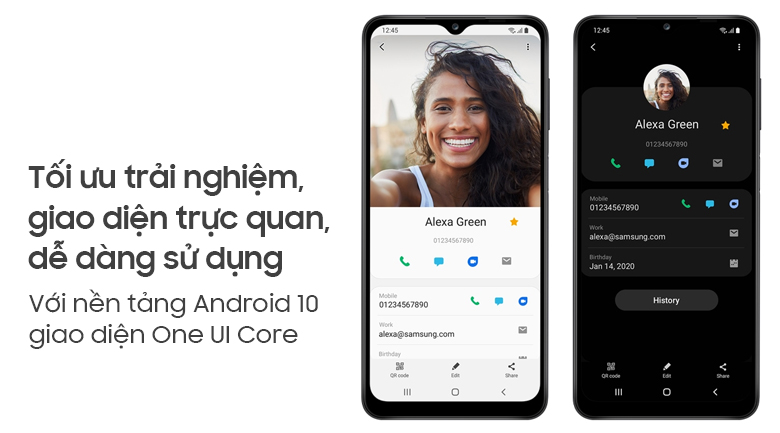 Tối ưu trải nghiệm,
giao diện trực quan,
dễ dàng sử dụng
Với nền tảng Android 10
giao diện One UI Core
12:45
Alexa Green
01234567890
Mobile
01234567890
Work
alexa@samsung.com
Birthday
QR code
Edit
Share
12:45
Alexa Green
01234567890
Mobile
01234567890
Work
alexa@samsung.com
Birthday
Jan 14, 2020
History
QR code
Edit
Share